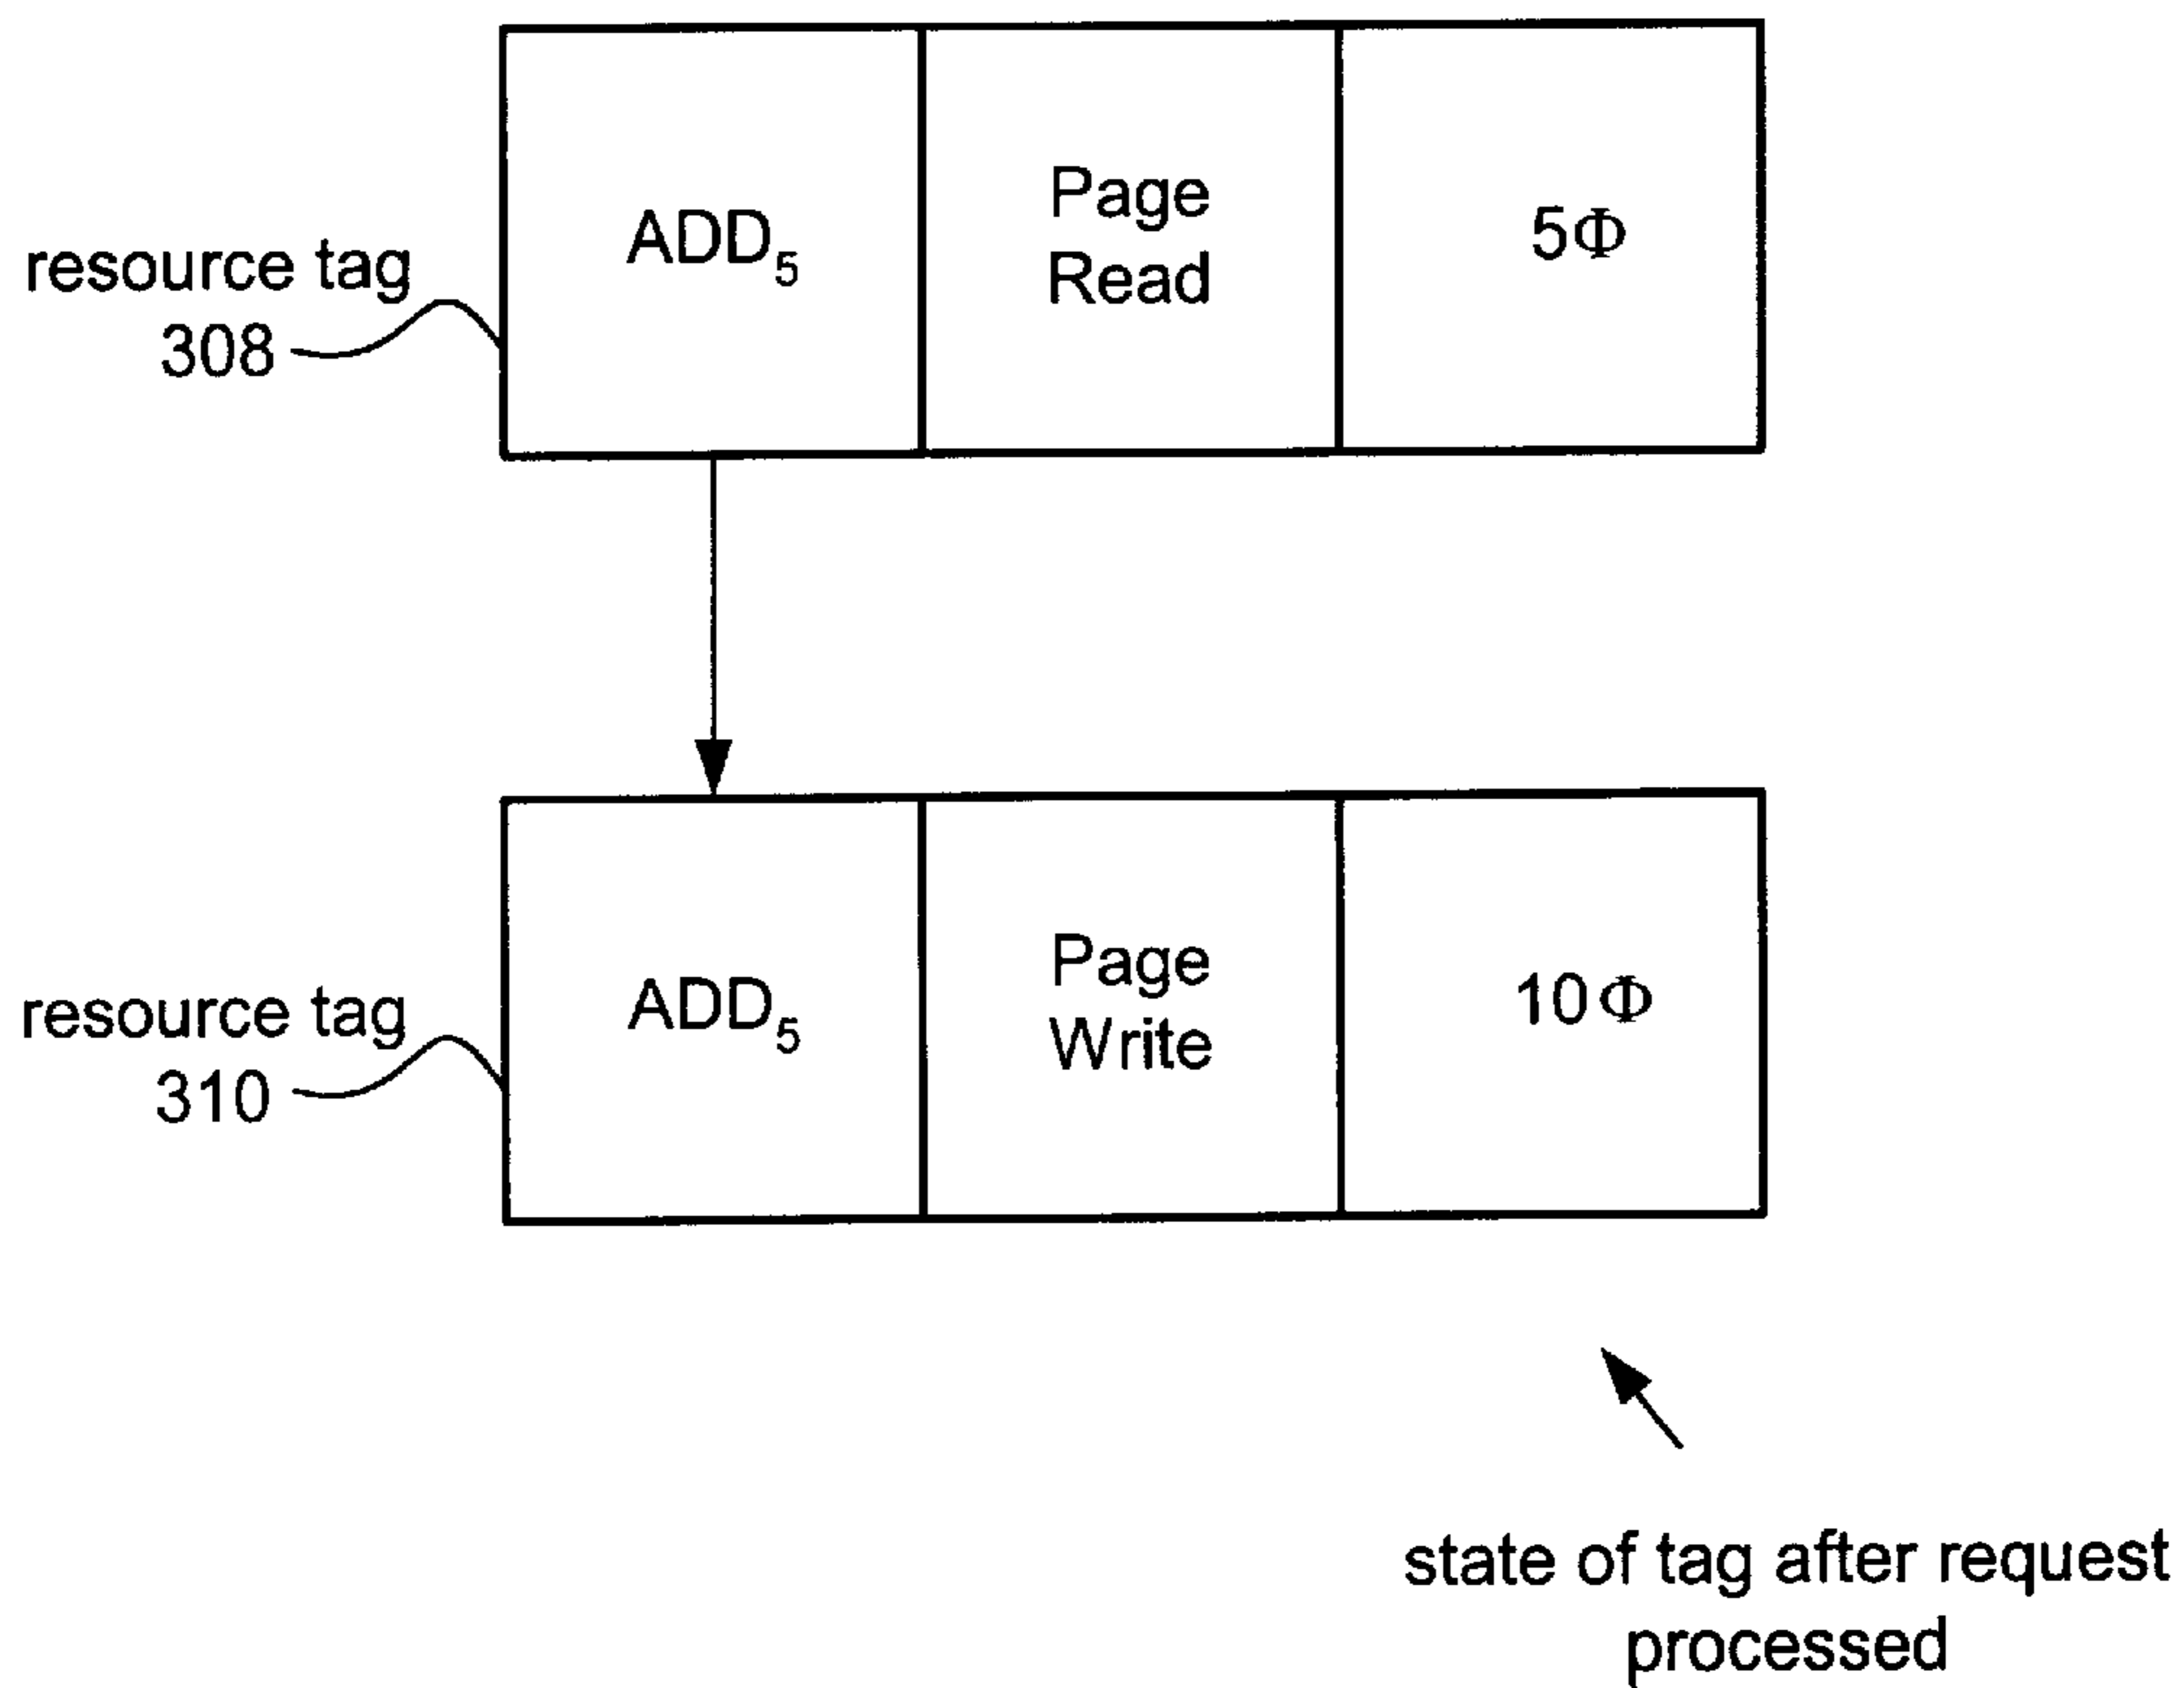 resource tag
308
ADD₅
Page
Read
5Φ
resource tag
310
ADD₅
Page
Write
10Φ
state of tag after request
processed